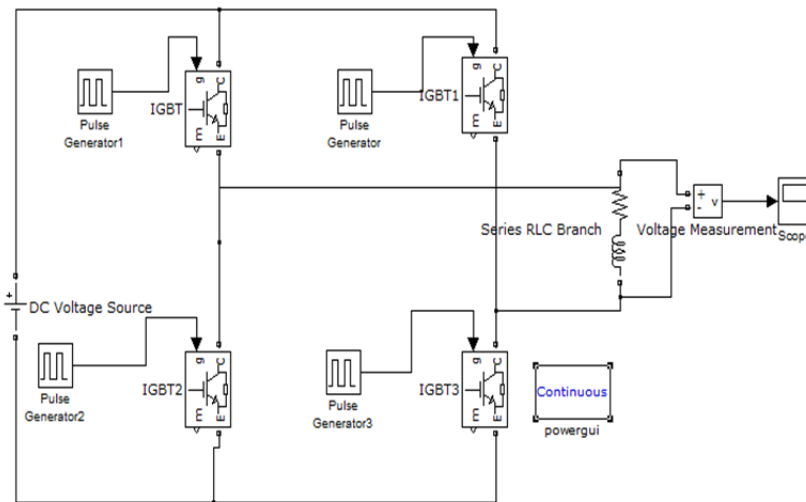 g
C
IGBT
m
E
Pulse
Generator1
g
C
IGBT1
m
E
Pulse
Generator
Series RLC Branch
+
-
v
Voltage Measurement
Scope
+
DC Voltage Source
g
C
IGBT2
m
E
Pulse
Generator2
g
C
IGBT3
m
E
Pulse
Generator3
Continuous
powergui